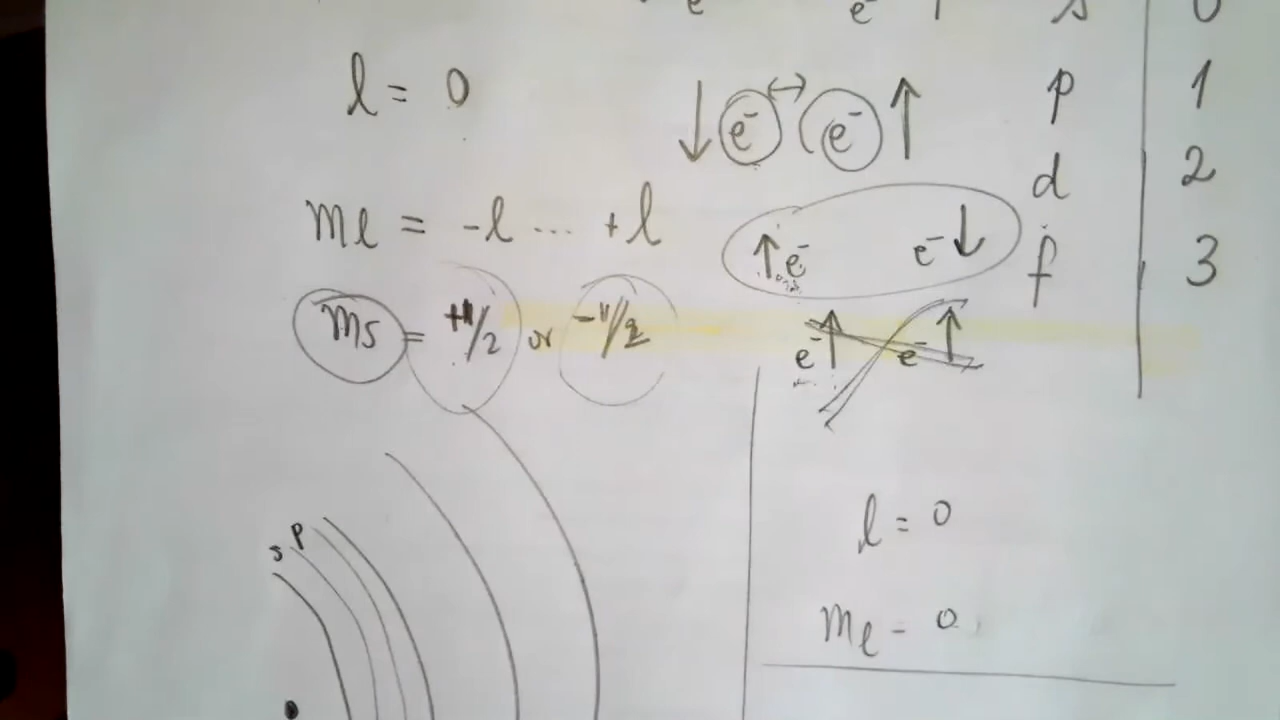 e⁻ e⁻ s 0
l = 0
e⁻ ↔ e⁻ p 1
d 2
ml = -l ... +l
↑e⁻ e⁻↓ f 3
ms = +1/2 or -1/2
e⁻↑ e⁻↑
s p
l = 0
ml - 0